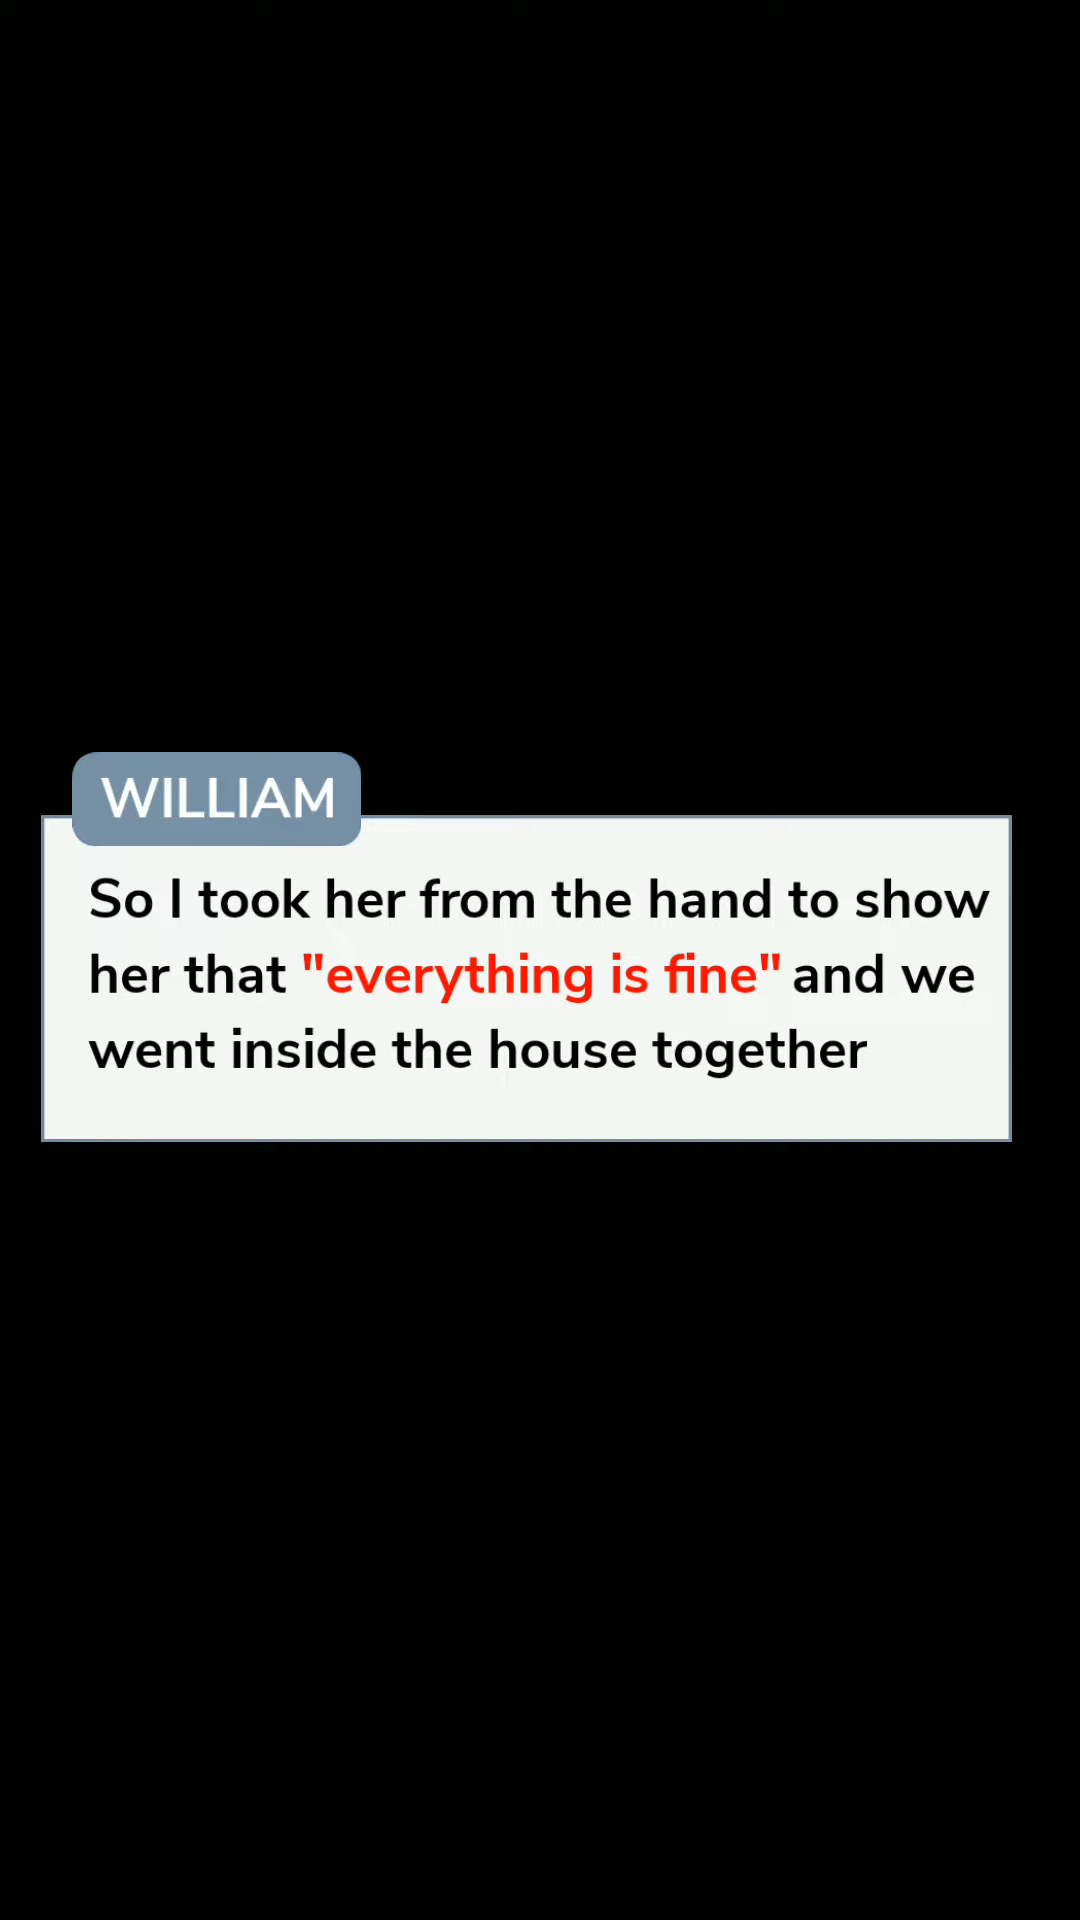 WILLIAM
So I took her from the hand to show
her that "everything is fine" and we
went inside the house together